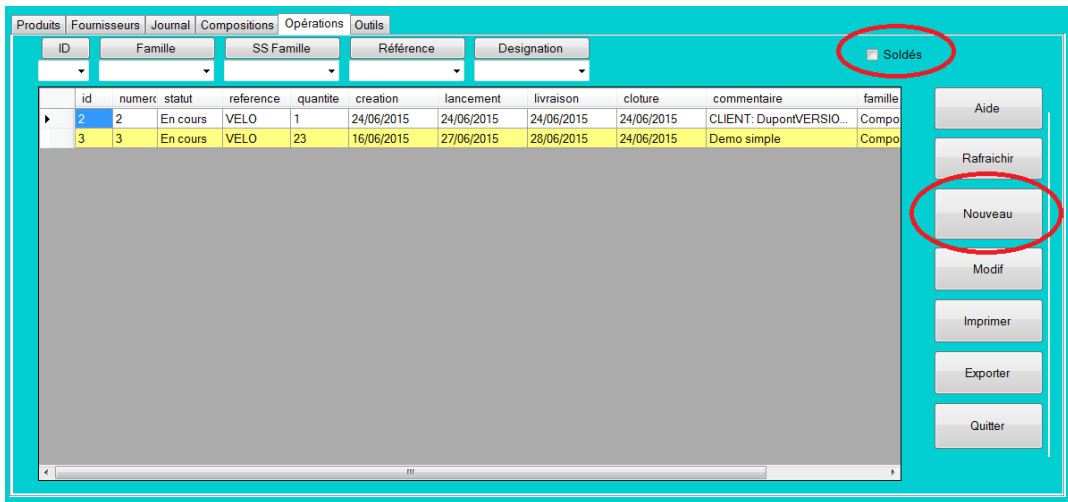 Produits Fournisseurs Journal Compositions Opérations Outils
ID Famille SS Famille Référence Designation Soldés
id numero statut reference quantite creation lancement livraison cloture commentaire famille
2 2 En cours VELO 1 24/06/2015 24/06/2015 24/06/2015 24/06/2015 CLIENT: DupontVERSIO... Compo
3 3 En cours VELO 23 16/06/2015 27/06/2015 28/06/2015 24/06/2015 Demo simple Compo
Aide
Rafraichir
Nouveau
Modif
Imprimer
Exporter
Quitter